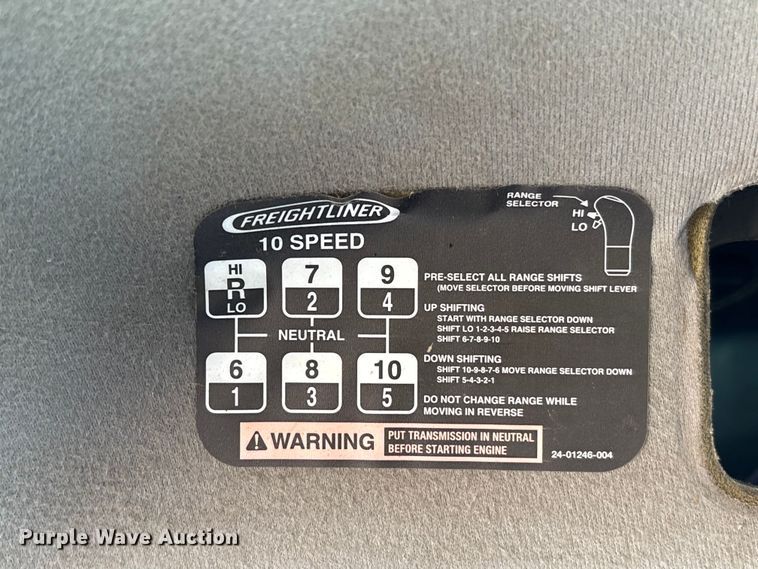 FREIGHTLINER
10 SPEED
RANGE
SELECTOR
HI
LO
HI
R
LO
7
2
9
4
NEUTRAL
6
1
8
3
10
5
PRE-SELECT ALL RANGE SHIFTS
(MOVE SELECTOR BEFORE MOVING SHIFT LEVER
UP SHIFTING
START WITH RANGE SELECTOR DOWN
SHIFT LO 1-2-3-4-5 RAISE RANGE SELECTOR
SHIFT 6-7-8-9-10
DOWN SHIFTING
SHIFT 10-9-8-7-6 MOVE RANGE SELECTOR DOWN
SHIFT 5-4-3-2-1
DO NOT CHANGE RANGE WHILE
MOVING IN REVERSE
WARNING
PUT TRANSMISSION IN NEUTRAL
BEFORE STARTING ENGINE
24-01246-004
Purple Wave Auction